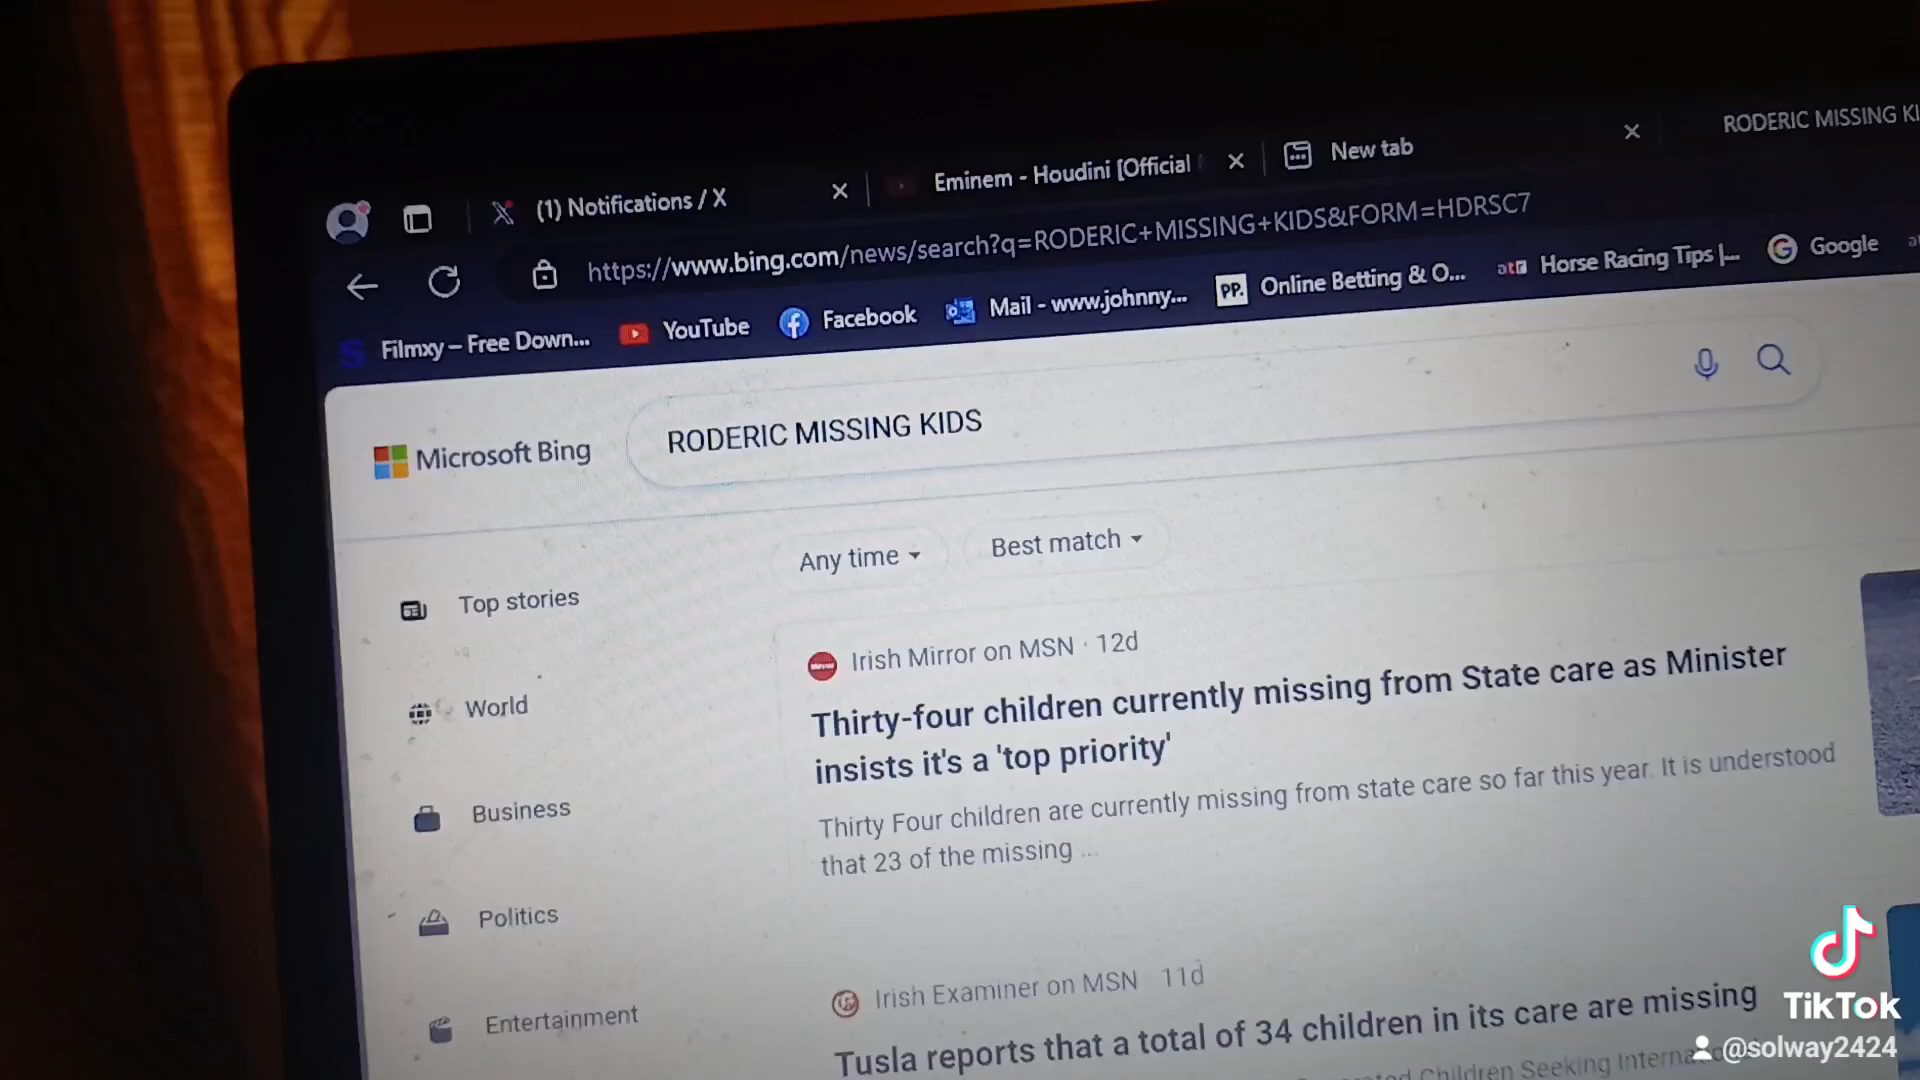 (1) Notifications / X
Eminem - Houdini [Official
New tab
RODERIC MISSING KI
https://www.bing.com/news/search?q=RODERIC+MISSING+KIDS&FORM=HDRSC7
Filmxy – Free Down...
YouTube
Facebook
Mail - www.johnny...
PP.
Online Betting & O...
atr
Horse Racing Tips |...
Google
Microsoft Bing
RODERIC MISSING KIDS
Any time
Best match
Top stories
World
Business
Politics
Entertainment
Irish Mirror on MSN · 12d
Thirty-four children currently missing from State care as Minister
insists it's a 'top priority'
Thirty Four children are currently missing from state care so far this year. It is understood
that 23 of the missing ...
Irish Examiner on MSN 11d
Tusla reports that a total of 34 children in its care are missing
Children Seeking Interna
TikTok
@solway2424